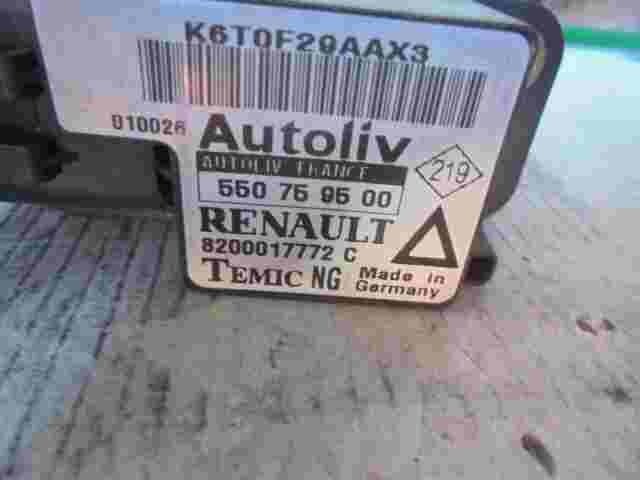 K6T0F29AAX3
010026
Autoliv
AUTOLIV FRANCE
219
550 75 95 00
RENAULT
8200017772 C
TEMIC NG Made in
Germany